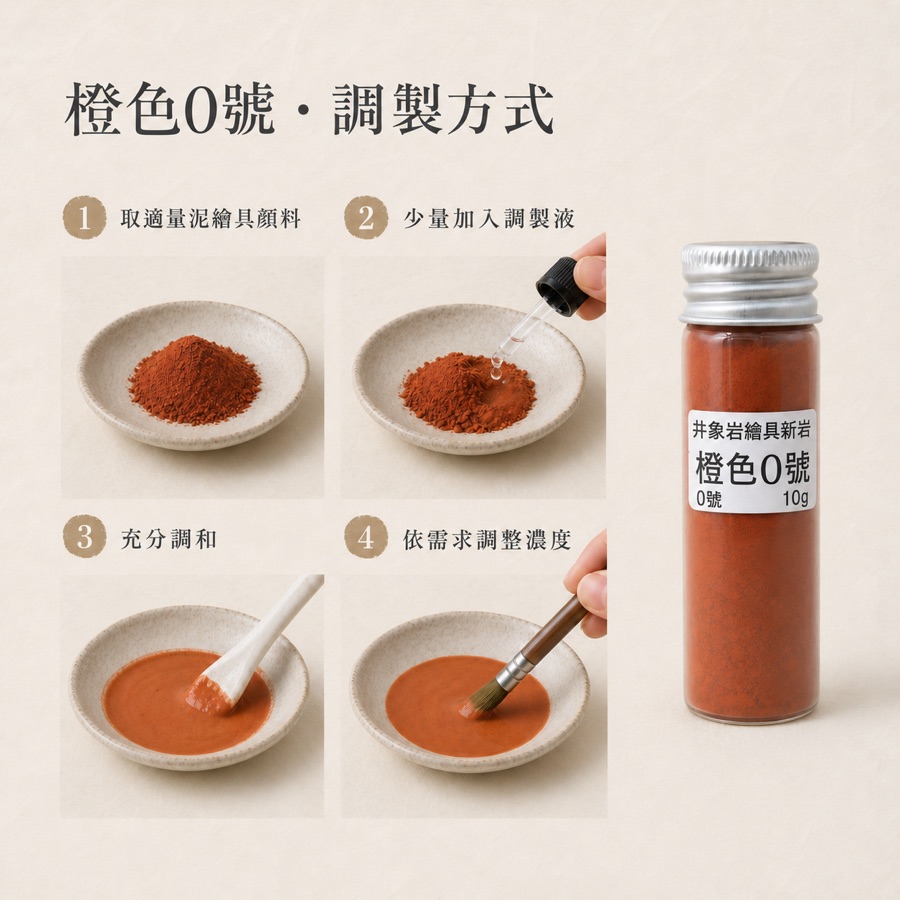 橙色0號・調製方式
1 取適量泥繪具顏料
2 少量加入調製液
3 充分調和
4 依需求調整濃度
井象岩繪具新岩
橙色0號
0號 10g